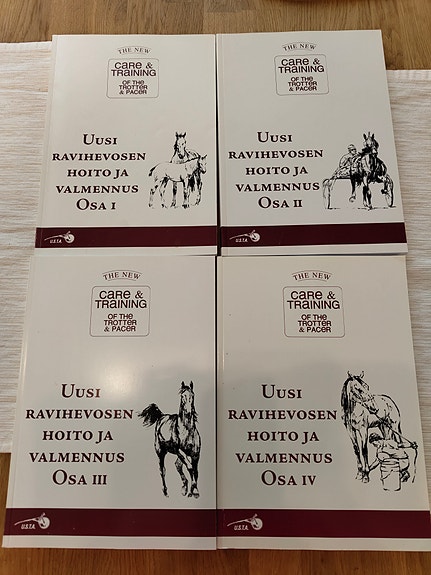 THE NEW
CARE &
TRAINING
OF THE
TROTTER
& PACER
UUSI
RAVIHEVOSEN
HOITO JA
VALMENNUS
OSA I
U.S.T.A.
THE NEW
CARE &
TRAINING
OF THE
TROTTER
& PACER
UUSI
RAVIHEVOSEN
HOITO JA
VALMENNUS
OSA II
U.S.T.A.
THE NEW
CARE &
TRAINING
OF THE
TROTTER
& PACER
UUSI
RAVIHEVOSEN
HOITO JA
VALMENNUS
OSA III
U.S.T.A.
THE NEW
CARE &
TRAINING
OF THE
TROTTER
& PACER
UUSI
RAVIHEVOSEN
HOITO JA
VALMENNUS
OSA IV
U.S.T.A.